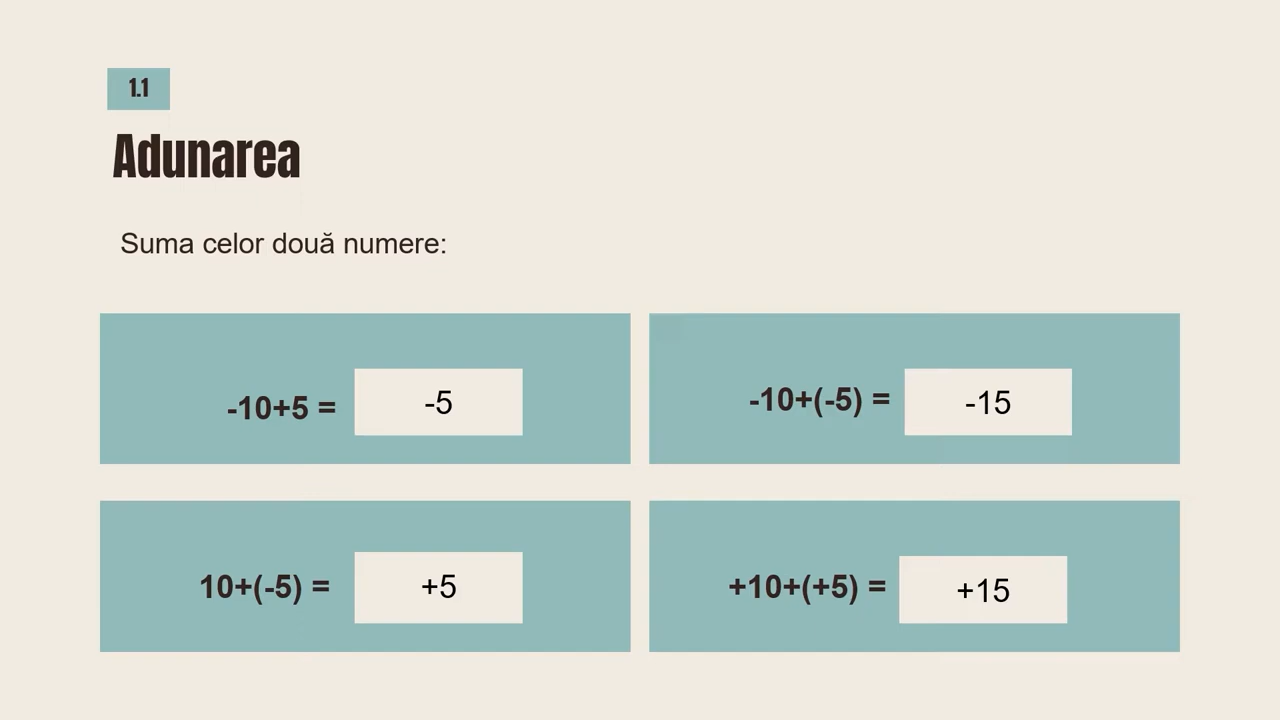 1.1
Adunarea
Suma celor două numere:
-10+5 = -5
-10+(-5) = -15
10+(-5) = +5
+10+(+5) = +15